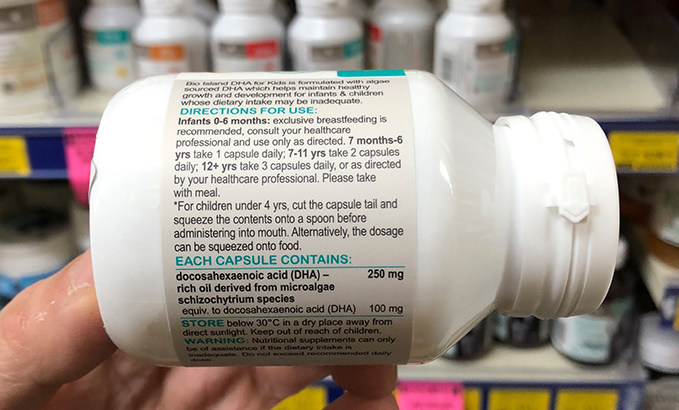 Bio Island DHA for Kids is formulated with algae
sourced DHA which helps maintain healthy
growth and development for infants & children
whose dietary intake may be inadequate.
DIRECTIONS FOR USE:
Infants 0-6 months: exclusive breastfeeding is
recommended, consult your healthcare
professional and use only as directed. 7 months-6
yrs take 1 capsule daily; 7-11 yrs take 2 capsules
daily; 12+ yrs take 3 capsules daily, or as directed
by your healthcare professional. Please take
with meal.
*For children under 4 yrs, cut the capsule tail and
squeeze the contents onto a spoon before
administering into mouth. Alternatively, the dosage
can be squeezed onto food.
EACH CAPSULE CONTAINS:
docosahexaenoic acid (DHA) – 250 mg
rich oil derived from microalgae
schizochytrium species
equiv. to docosahexaenoic acid (DHA) 100 mg
STORE below 30°C in a dry place away from
direct sunlight. Keep out of reach of children
WARNING: Nutritional supplements can only
be of assistance if the dietary intake is
inadequate. Do not exceed recommended daily
dose.